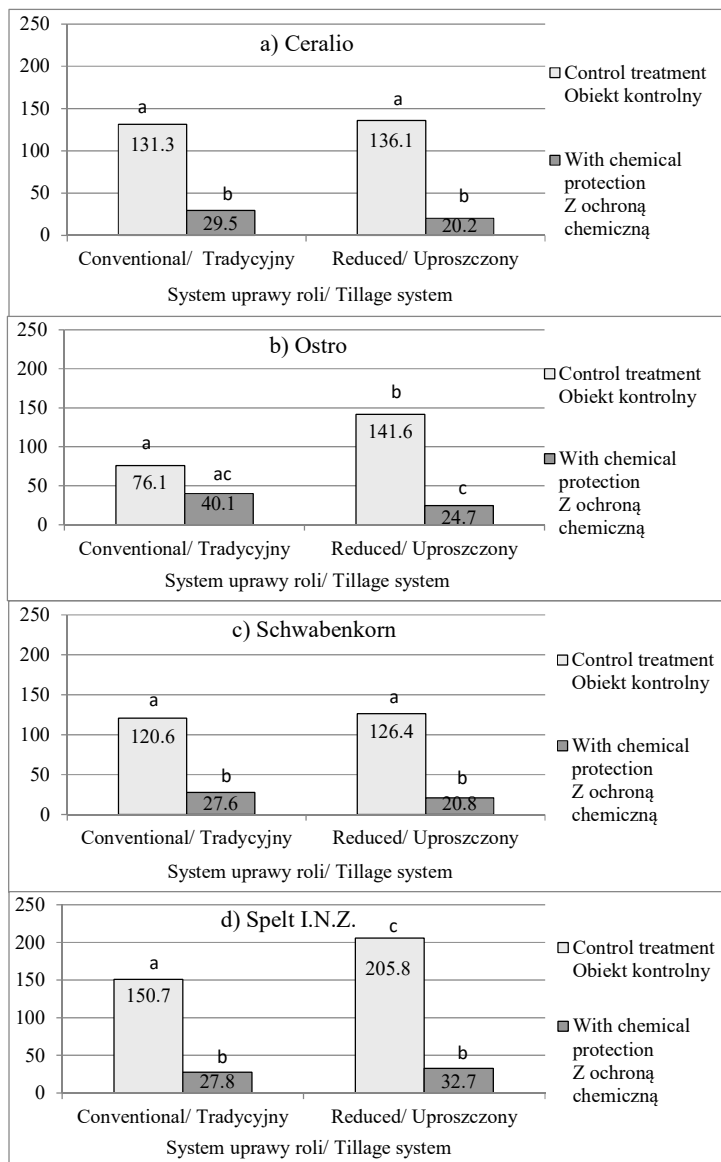 a) Ceralio
250
200
150
100
50
0
a
131.3
b
29.5
a
136.1
b
20.2
Conventional/ Tradycyjny
Reduced/ Uproszczony
System uprawy roli/ Tillage system
Control treatment
Obiekt kontrolny
With chemical
protection
Z ochroną
chemiczną
b) Ostro
250
200
150
100
50
0
a
76.1
ac
40.1
b
141.6
c
24.7
Conventional/ Tradycyjny
Reduced/ Uproszczony
System uprawy roli/ Tillage system
Control treatment
Obiekt kontrolny
With chemical
protection
Z ochroną
chemiczną
c) Schwabenkorn
250
200
150
100
50
0
a
120.6
b
27.6
a
126.4
b
20.8
Conventional/ Tradycyjny
Reduced/ Uproszczony
System uprawy roli/ Tillage system
Control treatment
Obiekt kontrolny
With chemical
protection
Z ochroną
chemiczną
d) Spelt I.N.Z.
250
200
150
100
50
0
a
150.7
b
27.8
c
205.8
b
32.7
Conventional/ Tradycyjny
Reduced/ Uproszczony
System uprawy roli/ Tillage system
Control treatment
Obiekt kontrolny
With chemical
protection
Z ochroną
chemiczną